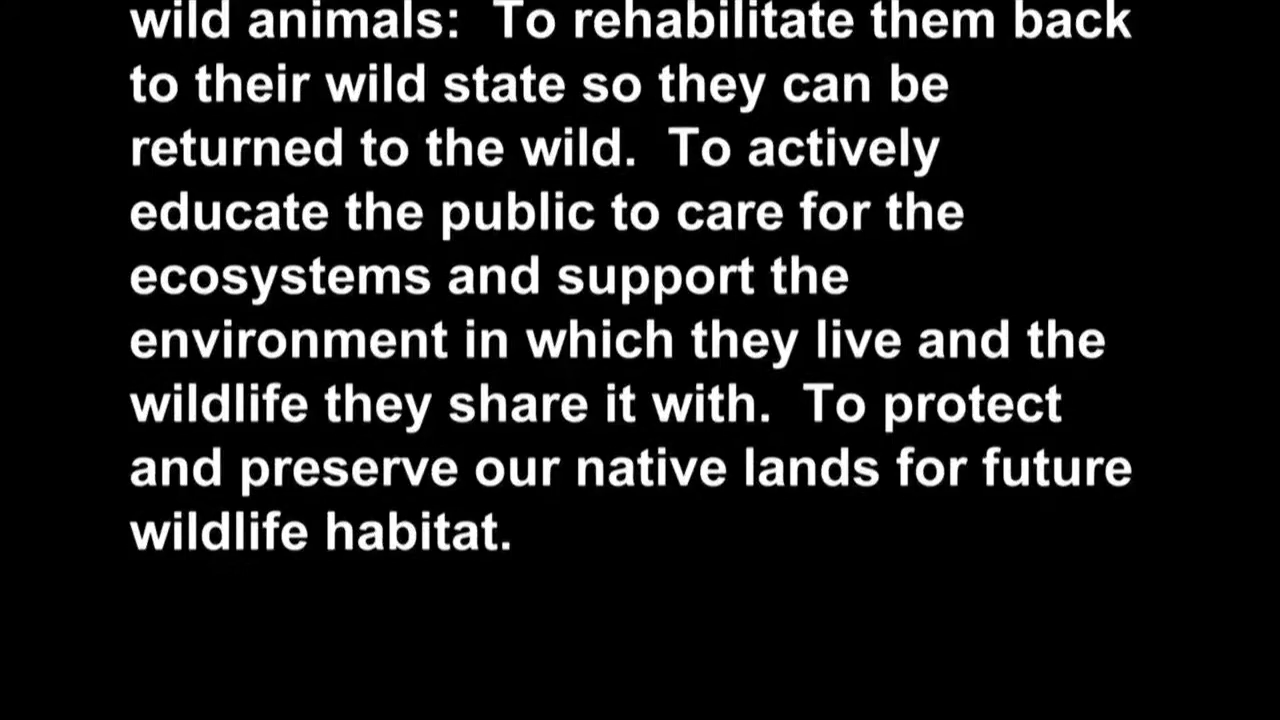 wild animals:  To rehabilitate them back
to their wild state so they can be
returned to the wild.  To actively
educate the public to care for the
ecosystems and support the
environment in which they live and the
wildlife they share it with.  To protect
and preserve our native lands for future
wildlife habitat.